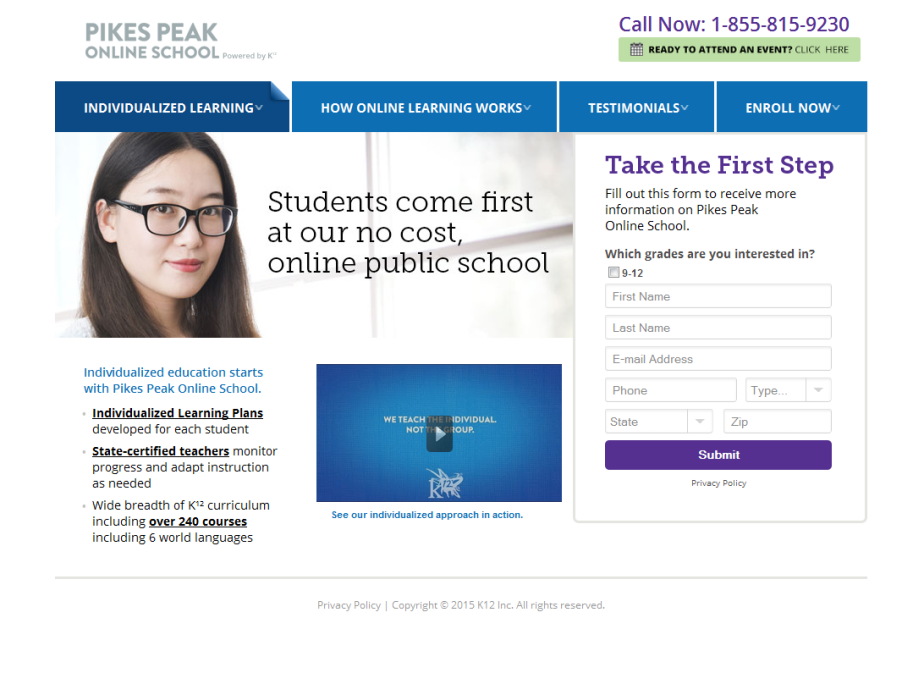 PIKES PEAK
ONLINE SCHOOL Powered by K¹²
Call Now: 1-855-815-9230
READY TO ATTEND AN EVENT? CLICK HERE
INDIVIDUALIZED LEARNING
HOW ONLINE LEARNING WORKS
TESTIMONIALS
ENROLL NOW
Students come first
at our no cost,
online public school
Take the First Step
Fill out this form to receive more
information on Pikes Peak
Online School.
Which grades are you interested in?
9-12
First Name
Last Name
E-mail Address
Phone
Type...
State
Zip
Submit
Privacy Policy
Individualized education starts
with Pikes Peak Online School.
Individualized Learning Plans
developed for each student
State-certified teachers monitor
progress and adapt instruction
as needed
Wide breadth of K¹² curriculum
including over 240 courses
including 6 world languages
WE TEACH THE INDIVIDUAL.
NOT THE GROUP.
K¹²
See our individualized approach in action.
Privacy Policy | Copyright © 2015 K12 Inc. All rights reserved.